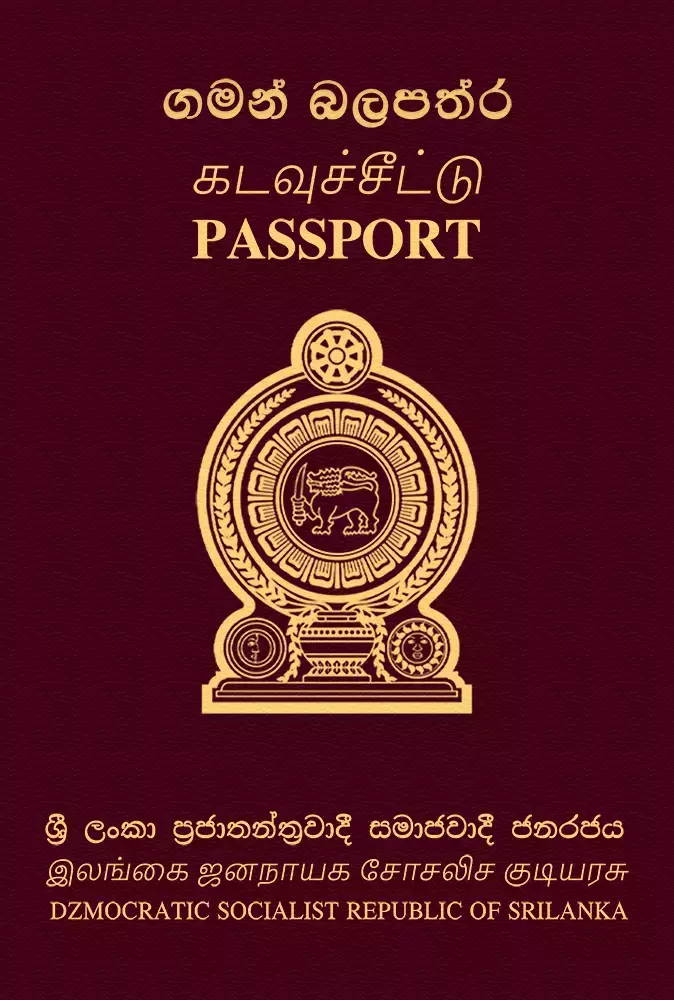 ගමන් බලපත්‍ර
கடவுச்சீட்டு
PASSPORT
ශ්‍රී ලංකා ප්‍රජාතන්ත්‍රවාදී සමාජවාදී ජනරජය
இலங்கை ஜனநாயக சோசலிச குடியரசு
DZMOCRATIC SOCIALIST REPUBLIC OF SRILANKA